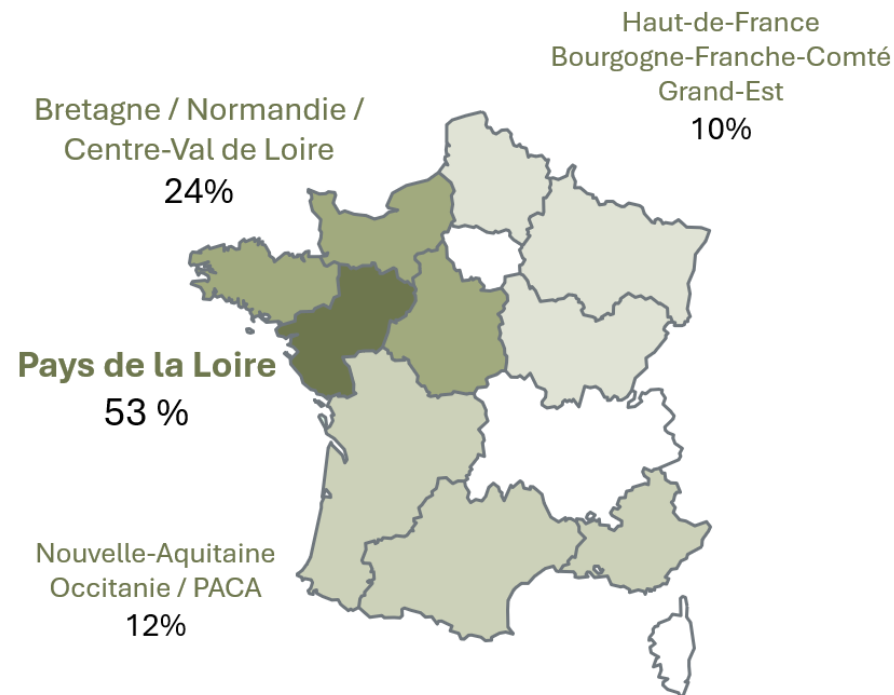 Haut-de-France
Bourgogne-Franche-Comté
Grand-Est
10%
Bretagne / Normandie /
Centre-Val de Loire
24%
Pays de la Loire
53 %
Nouvelle-Aquitaine
Occitanie / PACA
12%